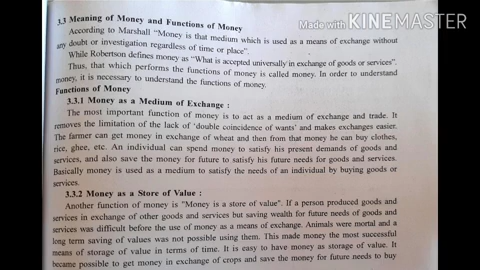 Made with KINEMASTER
3.3 Meaning of Money and Functions of Money
According to Marshall "Money is that medium which is used as a means of exchange without
any doubt or investigation regardless of time or place".
While Robertson defines money as "What is accepted universally in exchange of goods or services".
Thus, that which performs the functions of money is called money. In order to understand
money, it is necessary to understand the functions of money.
Functions of Money
3.3.1 Money as a Medium of Exchange :
The most important function of money is to act as a medium of exchange and trade. It
removes the limitation of the lack of 'double coincidence of wants' and makes exchanges easier.
The farmer can get money in exchange of wheat and then from that money he can buy clothes,
rice, ghee, etc. An individual can spend money to satisfy his present demands of goods and
services, and also save the money for future to satisfy his future needs for goods and services.
Basically money is used as a medium to satisfy the needs of an individual by buying goods or
services.
3.3.2 Money as a Store of Value :
Another function of money is "Money is a store of value". If a person produced goods and
services in exchange of other goods and services but saving wealth for future needs of goods and
services was difficult before the use of money as a means of exchange. Animals were mortal and a
long term saving of values was not possible using them. This made money the most successful
means of storage of value in terms of time. It is easy to have money as storage of value. It
became possible to get money in exchange of crops and save the money for future needs to buy